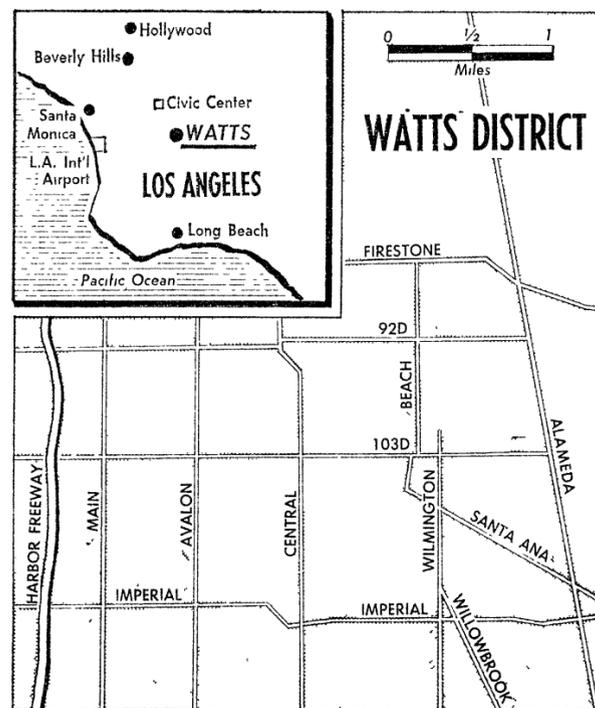 Hollywood
Beverly Hills
Civic Center
Santa
Monica
WATTS
L.A. Int'l
Airport
LOS ANGELES
Long Beach
Pacific Ocean
0 ½ 1
Miles
WATTS DISTRICT
FIRESTONE
92D
BEACH
103D
ALAMEDA
HARBOR FREEWAY
MAIN
AVALON
CENTRAL
WILMINGTON
SANTA ANA
IMPERIAL
IMPERIAL
WILLOWBROOK